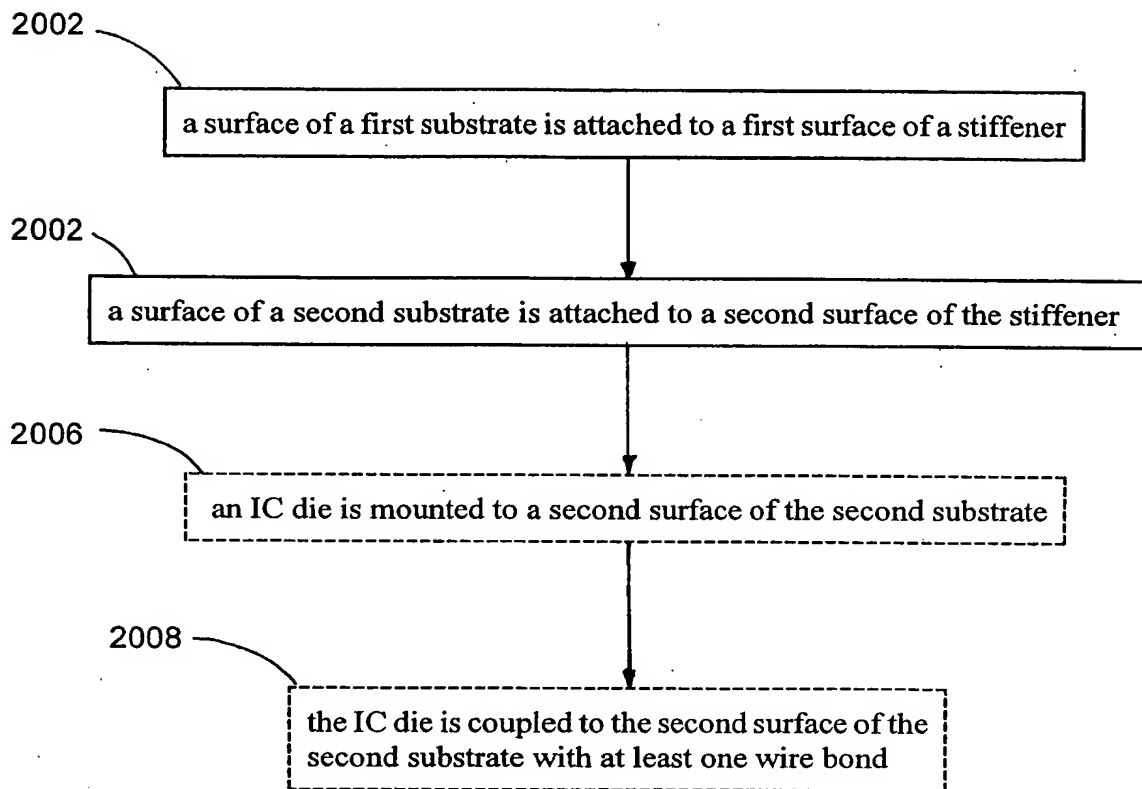 2002
a surface of a first substrate is attached to a first surface of a stiffener
2002
a surface of a second substrate is attached to a second surface of the stiffener
2006
an IC die is mounted to a second surface of the second substrate
2008
the IC die is coupled to the second surface of the
second substrate with at least one wire bond